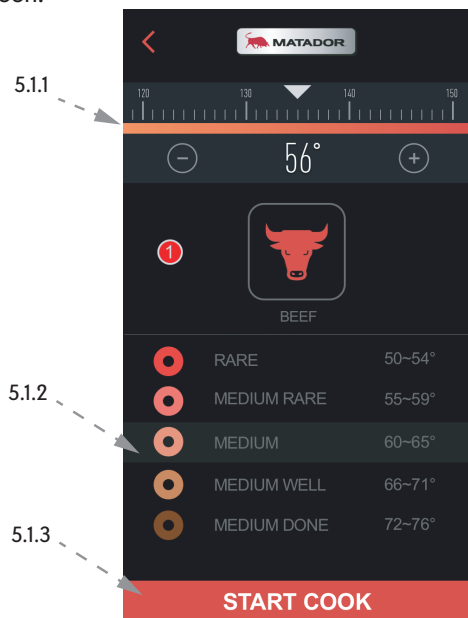 MATADOR
5.1.1
120 130 140 150
− 56° +
1
BEEF
RARE 50~54°
5.1.2
MEDIUM RARE 55~59°
MEDIUM 60~65°
MEDIUM WELL 66~71°
MEDIUM DONE 72~76°
5.1.3
START COOK